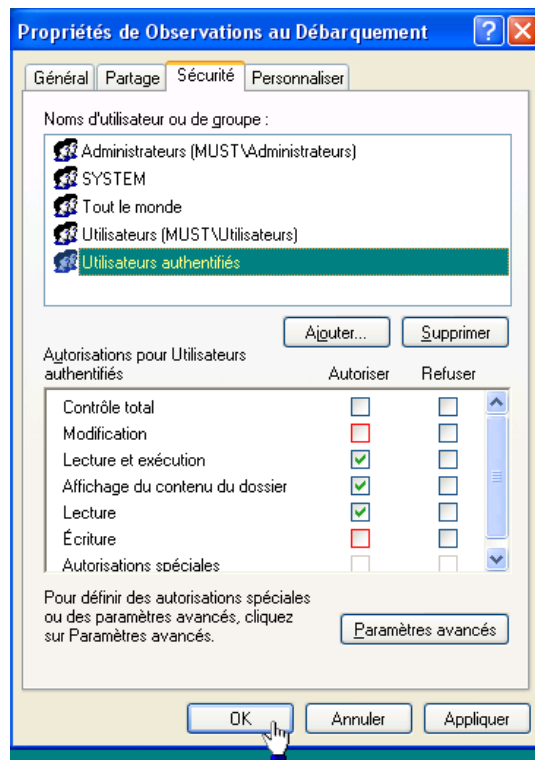 Propriétés de Observations au Débarquement
Général Partage Sécurité Personnaliser
Noms d'utilisateur ou de groupe :
Administrateurs (MUST\Administrateurs)
SYSTEM
Tout le monde
Utilisateurs (MUST\Utilisateurs)
Utilisateurs authentifiés
Ajouter... Supprimer
Autorisations pour Utilisateurs
authentifiés Autoriser Refuser
Contrôle total
Modification
Lecture et exécution
Affichage du contenu du dossier
Lecture
Écriture
Autorisations spéciales
Pour définir des autorisations spéciales
ou des paramètres avancés, cliquez
sur Paramètres avancés.
Paramètres avancés
OK Annuler Appliquer